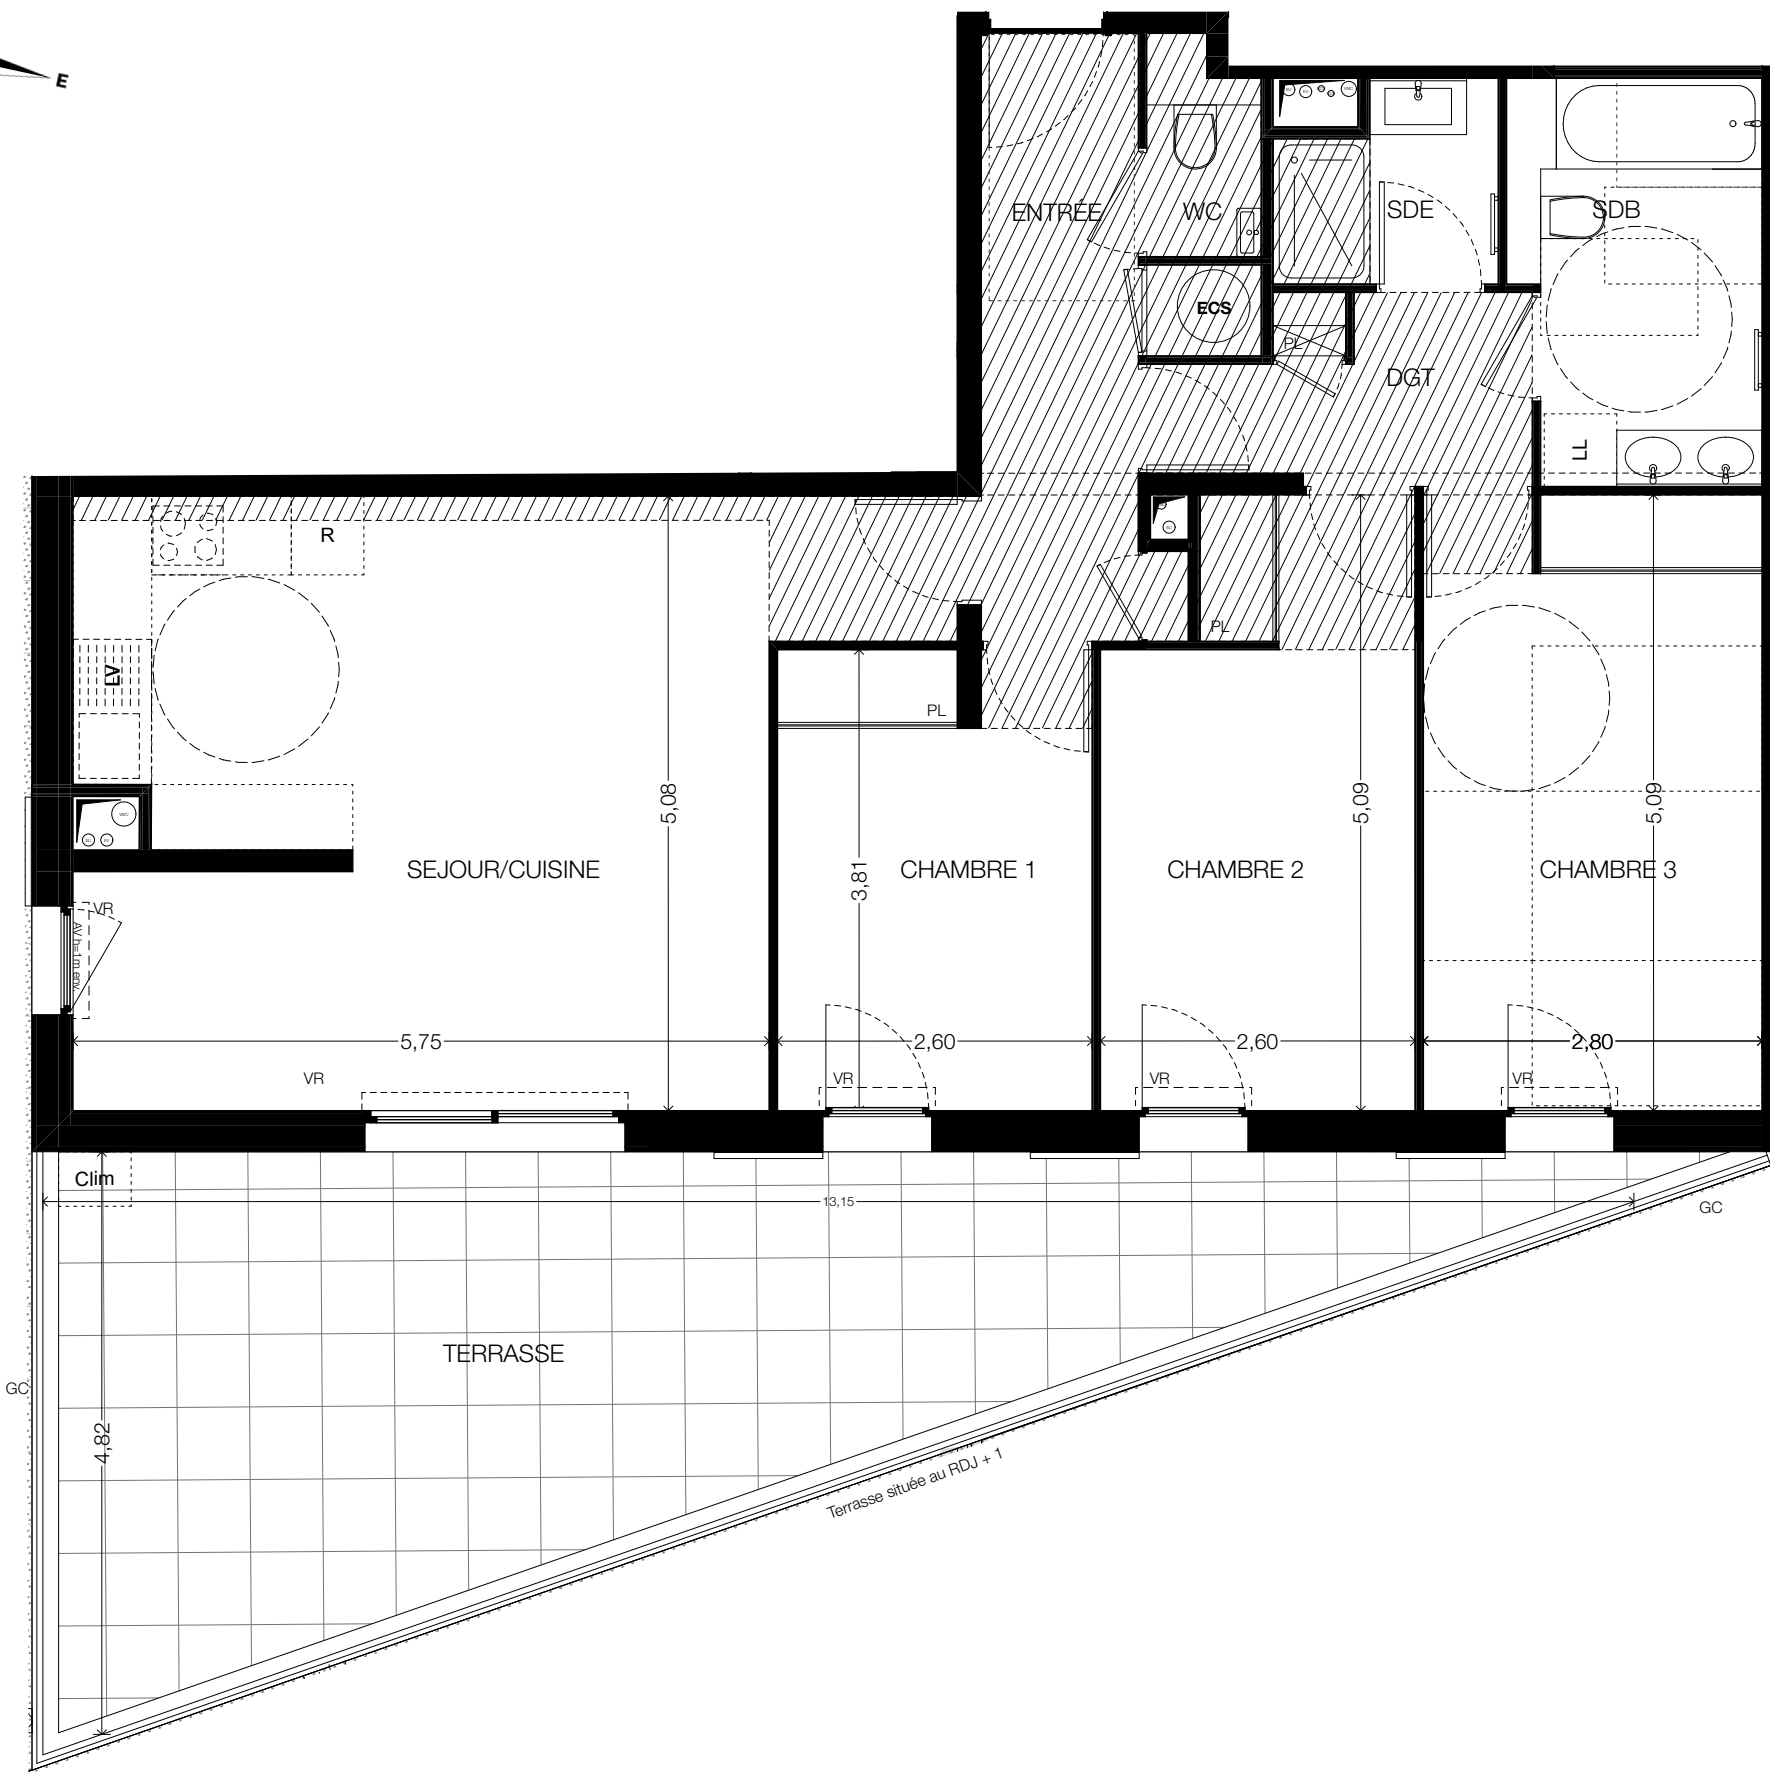 E
ENTRÉE
WC
SDE
SDB
ECS
PL
DGT
LL
R
LV
PL
PL
5,08
5,09
5,09
3,81
SEJOUR/CUISINE
CHAMBRE 1
CHAMBRE 2
CHAMBRE 3
VR
AV h=1m env.
5,75
2,60
2,60
2,80
VR
VR
VR
VR
Clim
13,15
GC
TERRASSE
GC
4,82
Terrasse située au RDJ + 1